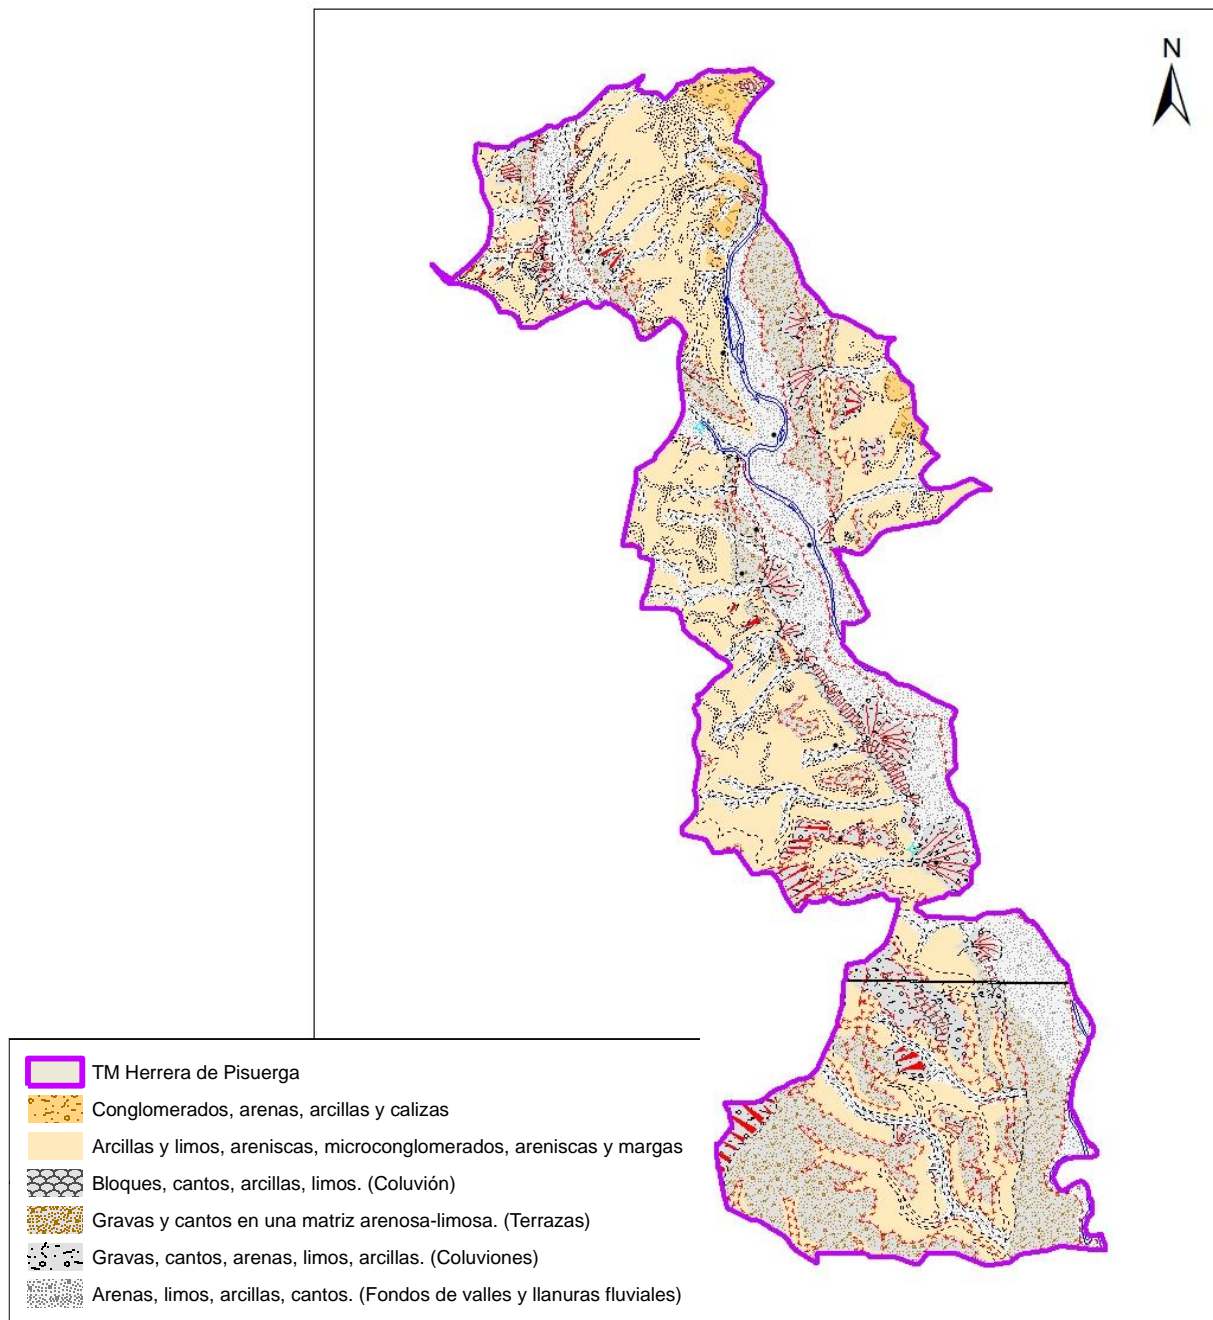 N
TM Herrera de Pisuerga
Conglomerados, arenas, arcillas y calizas
Arcillas y limos, areniscas, microconglomerados, areniscas y margas
Bloques, cantos, arcillas, limos. (Coluvión)
Gravas y cantos en una matriz arenosa-limosa. (Terrazas)
Gravas, cantos, arenas, limos, arcillas. (Coluviones)
Arenas, limos, arcillas, cantos. (Fondos de valles y llanuras fluviales)